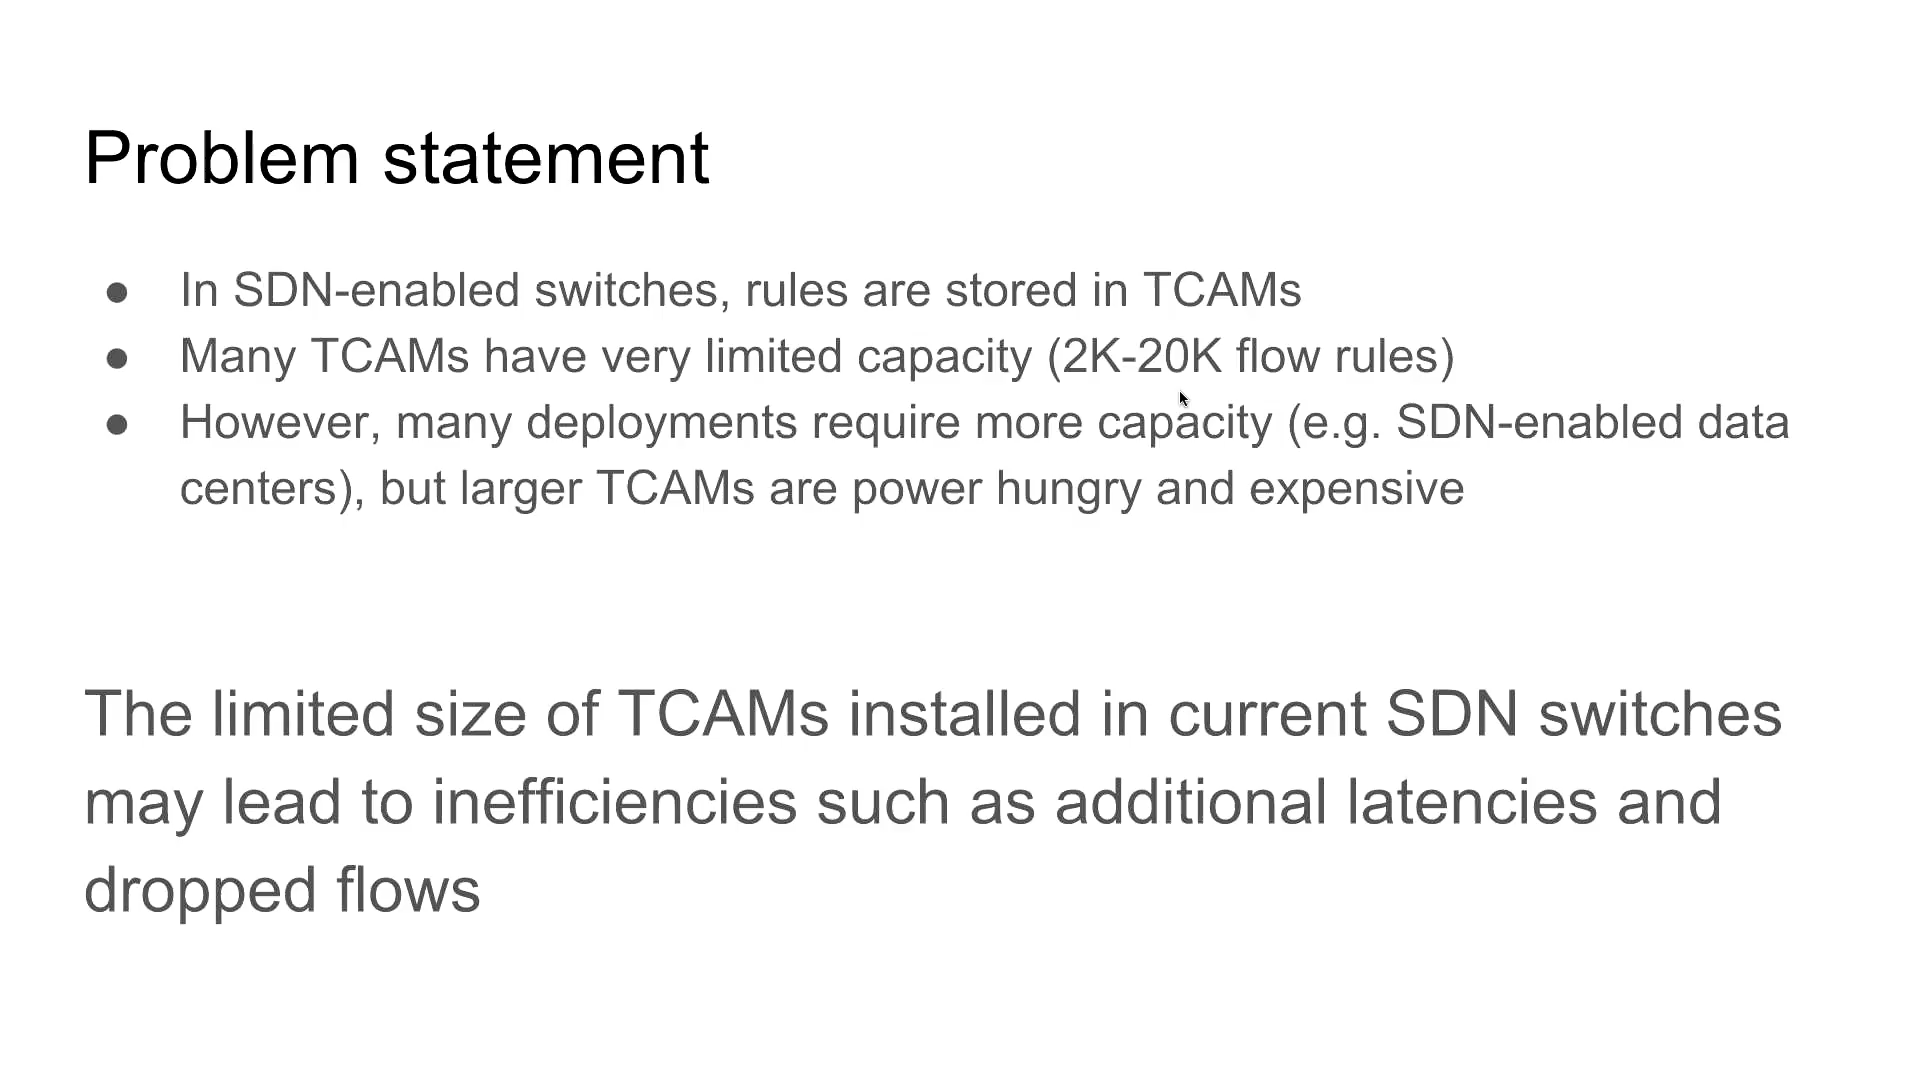 Problem statement
● In SDN-enabled switches, rules are stored in TCAMs
● Many TCAMs have very limited capacity (2K-20K flow rules)
● However, many deployments require more capacity (e.g. SDN-enabled data
centers), but larger TCAMs are power hungry and expensive
The limited size of TCAMs installed in current SDN switches
may lead to inefficiencies such as additional latencies and
dropped flows